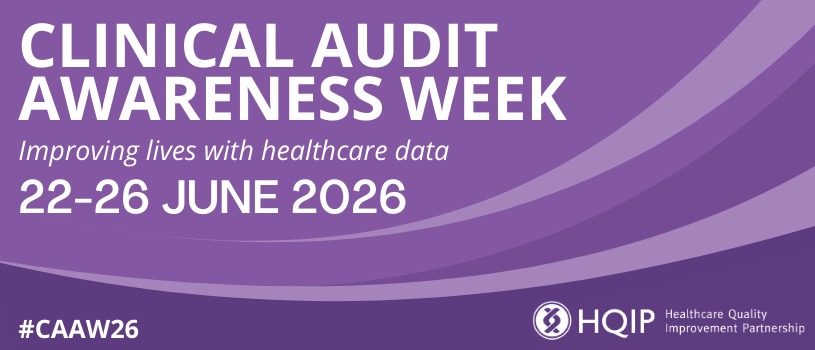 CLINICAL AUDIT
AWARENESS WEEK
Improving lives with healthcare data
22-26 JUNE 2026
#CAAW26
HQIP
Healthcare Quality
Improvement Partnership